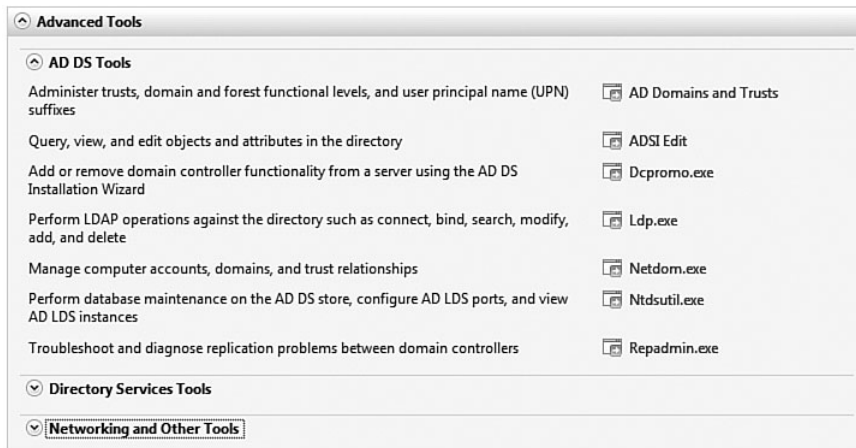 Advanced Tools
AD DS Tools
Administer trusts, domain and forest functional levels, and user principal name (UPN)
suffixes
AD Domains and Trusts
Query, view, and edit objects and attributes in the directory
ADSI Edit
Add or remove domain controller functionality from a server using the AD DS
Installation Wizard
Dcpromo.exe
Perform LDAP operations against the directory such as connect, bind, search, modify,
add, and delete
Ldp.exe
Manage computer accounts, domains, and trust relationships
Netdom.exe
Perform database maintenance on the AD DS store, configure AD LDS ports, and view
AD LDS instances
Ntdsutil.exe
Troubleshoot and diagnose replication problems between domain controllers
Repadmin.exe
Directory Services Tools
Networking and Other Tools